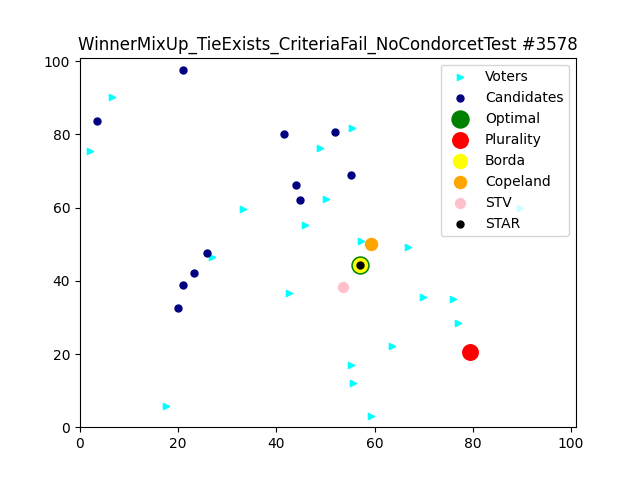 WinnerMixUp_TieExists_CriteriaFail_NoCondorcetTest #3578
100
80
60
40
20
0
0 20 40 60 80 100
Voters
Candidates
Optimal
Plurality
Borda
Copeland
STV
STAR